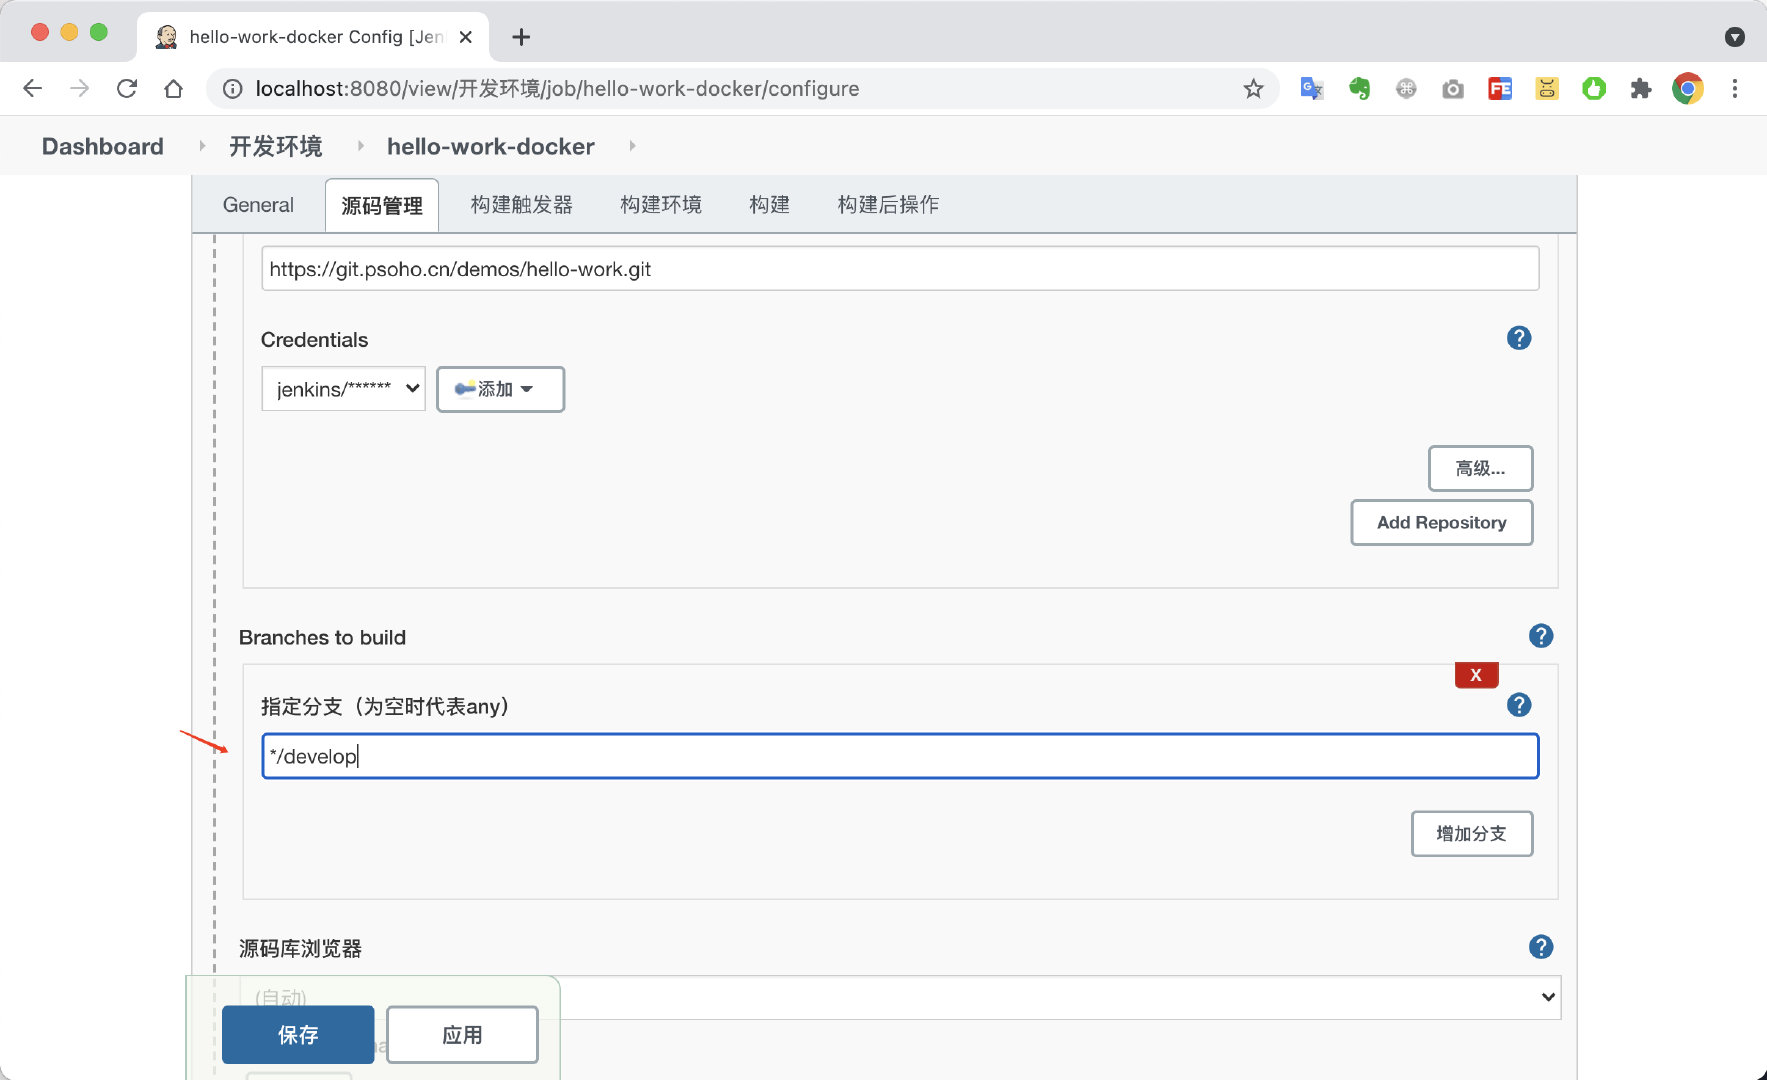 hello-work-docker Config [Jen
localhost:8080/view/开发环境/job/hello-work-docker/configure
Dashboard 开发环境 hello-work-docker
General 源码管理 构建触发器 构建环境 构建 构建后操作
https://git.psoho.cn/demos/hello-work.git
Credentials
jenkins/****** 添加
高级...
Add Repository
Branches to build
X
指定分支（为空时代表any）
*/develop
增加分支
源码库浏览器
(自动)
保存 应用